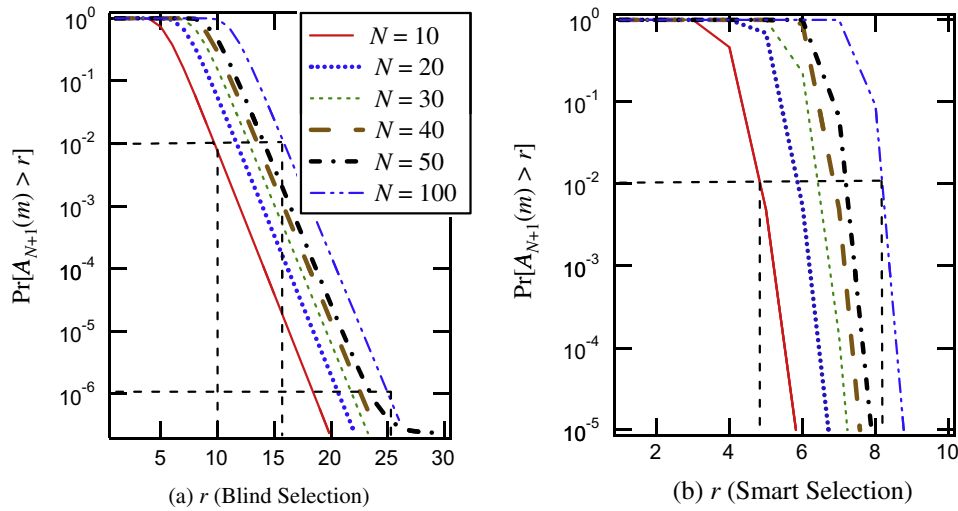 10^0
10^-1
10^-2
10^-3
10^-4
10^-5
10^-6
Pr[A_{N+1}(m) > r]
5 10 15 20 25 30
N = 10
N = 20
N = 30
N = 40
N = 50
N = 100
(a) r (Blind Selection)
10^0
10^-1
10^-2
10^-3
10^-4
10^-5
Pr[A_{N+1}(m) > r]
2 4 6 8 10
(b) r (Smart Selection)